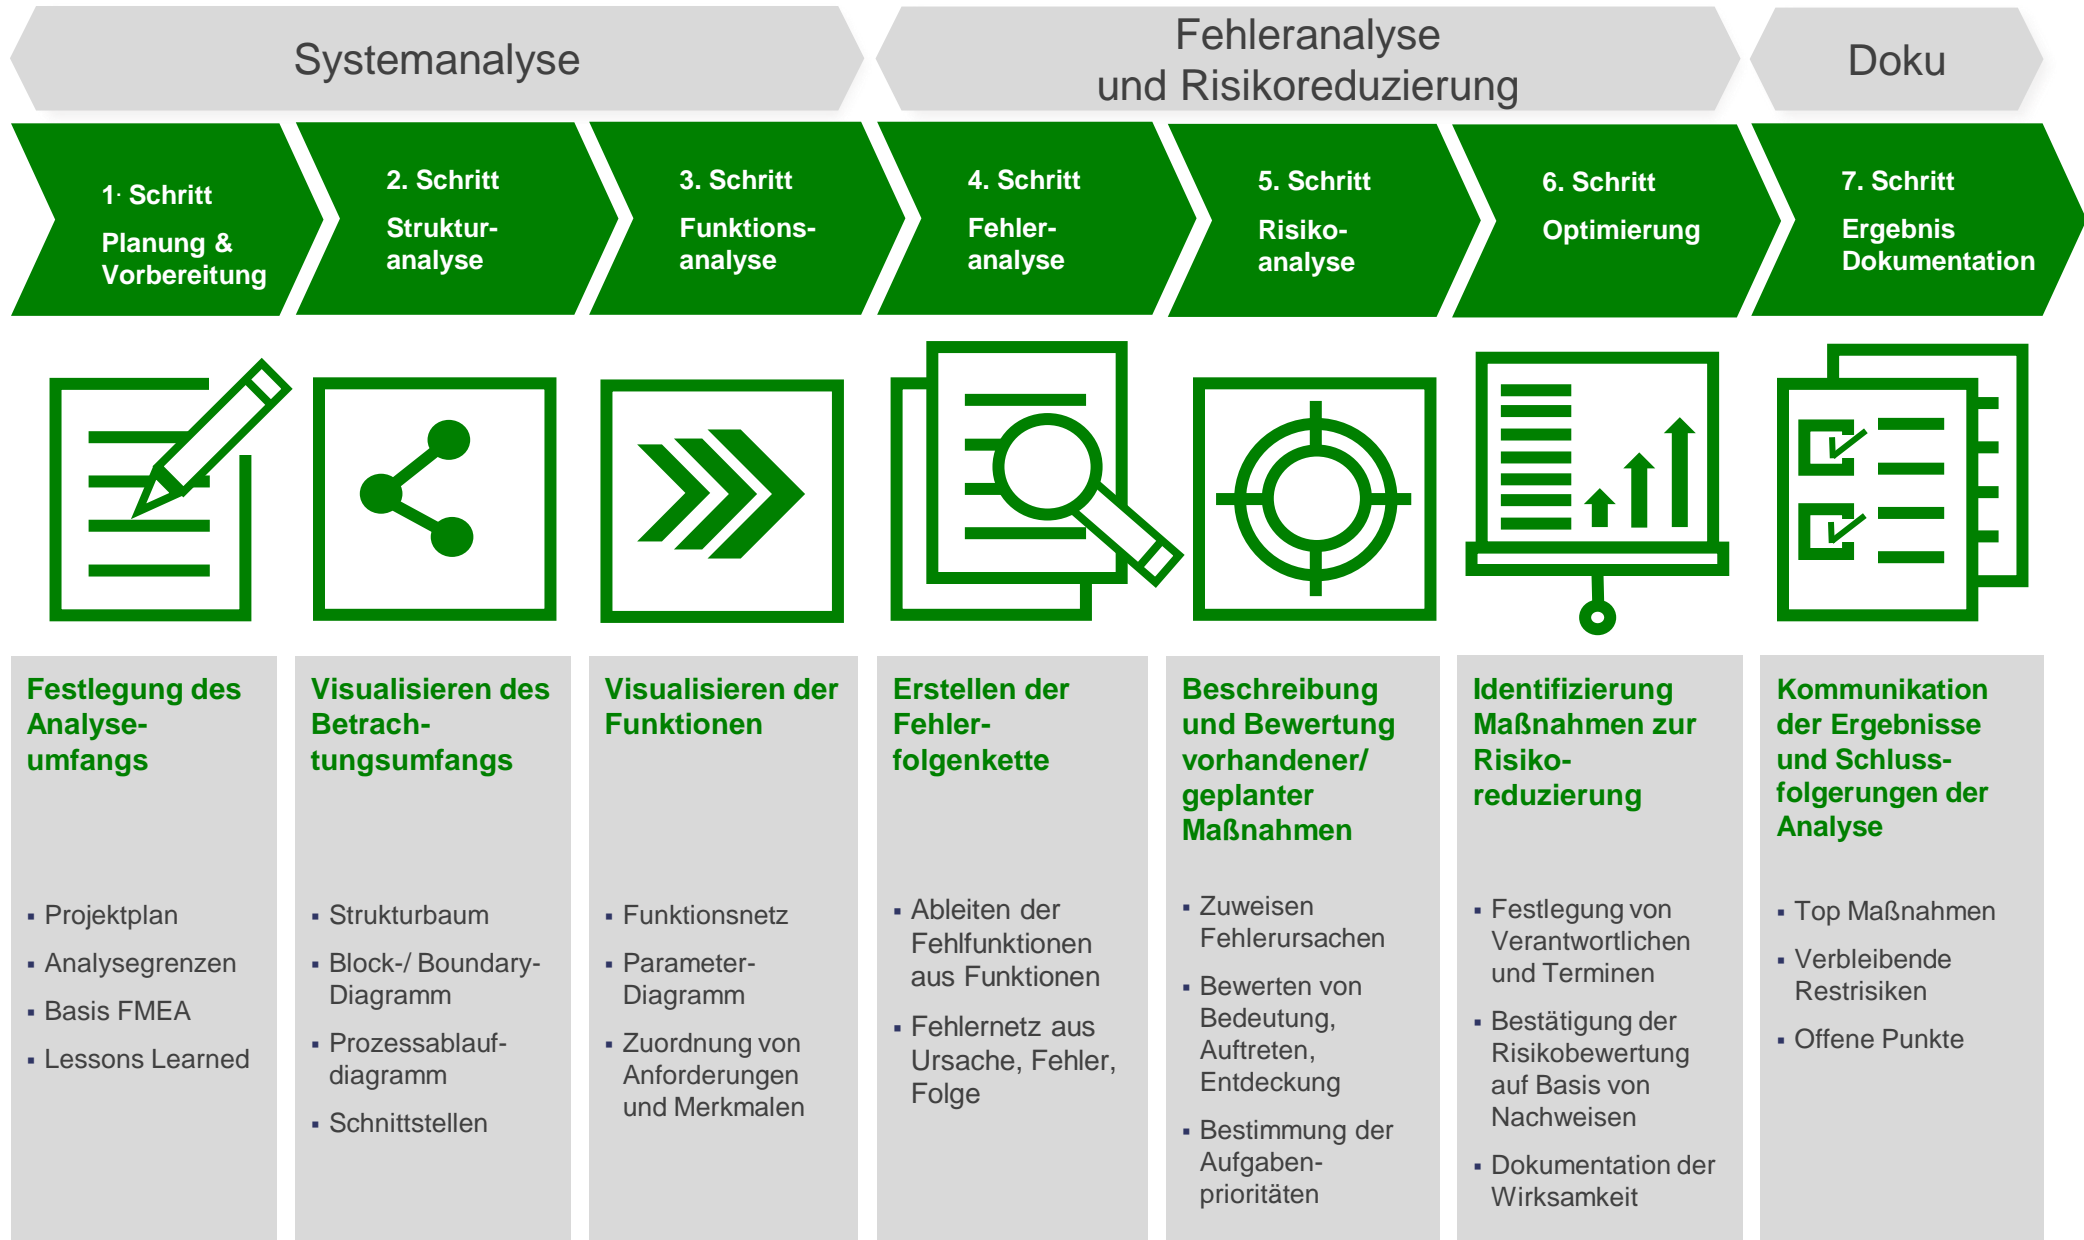 Systemanalyse
Fehleranalyse
und Risikoreduzierung
Doku
1. Schritt
Planung &
Vorbereitung
2. Schritt
Struktur-
analyse
3. Schritt
Funktions-
analyse
4. Schritt
Fehler-
analyse
5. Schritt
Risiko-
analyse
6. Schritt
Optimierung
7. Schritt
Ergebnis
Dokumentation
Festlegung des
Analyse-
umfangs
▪ Projektplan
▪ Analysegrenzen
▪ Basis FMEA
▪ Lessons Learned
Visualisieren des
Betrach-
tungsumfangs
▪ Strukturbaum
▪ Block-/ Boundary-
Diagramm
▪ Prozessablauf-
diagramm
▪ Schnittstellen
Visualisieren der
Funktionen
▪ Funktionsnetz
▪ Parameter-
Diagramm
▪ Zuordnung von
Anforderungen
und Merkmalen
Erstellen der
Fehler-
folgenkette
▪ Ableiten der
Fehlfunktionen
aus Funktionen
▪ Fehlernetz aus
Ursache, Fehler,
Folge
Beschreibung
und Bewertung
vorhandener/
geplanter
Maßnahmen
▪ Zuweisen
Fehlerursachen
▪ Bewerten von
Bedeutung,
Auftreten,
Entdeckung
▪ Bestimmung der
Aufgaben-
prioritäten
Identifizierung
Maßnahmen zur
Risiko-
reduzierung
▪ Festlegung von
Verantwortlichen
und Terminen
▪ Bestätigung der
Risikobewertung
auf Basis von
Nachweisen
▪ Dokumentation der
Wirksamkeit
Kommunikation
der Ergebnisse
und Schluss-
folgerungen der
Analyse
▪ Top Maßnahmen
▪ Verbleibende
Restrisiken
▪ Offene Punkte